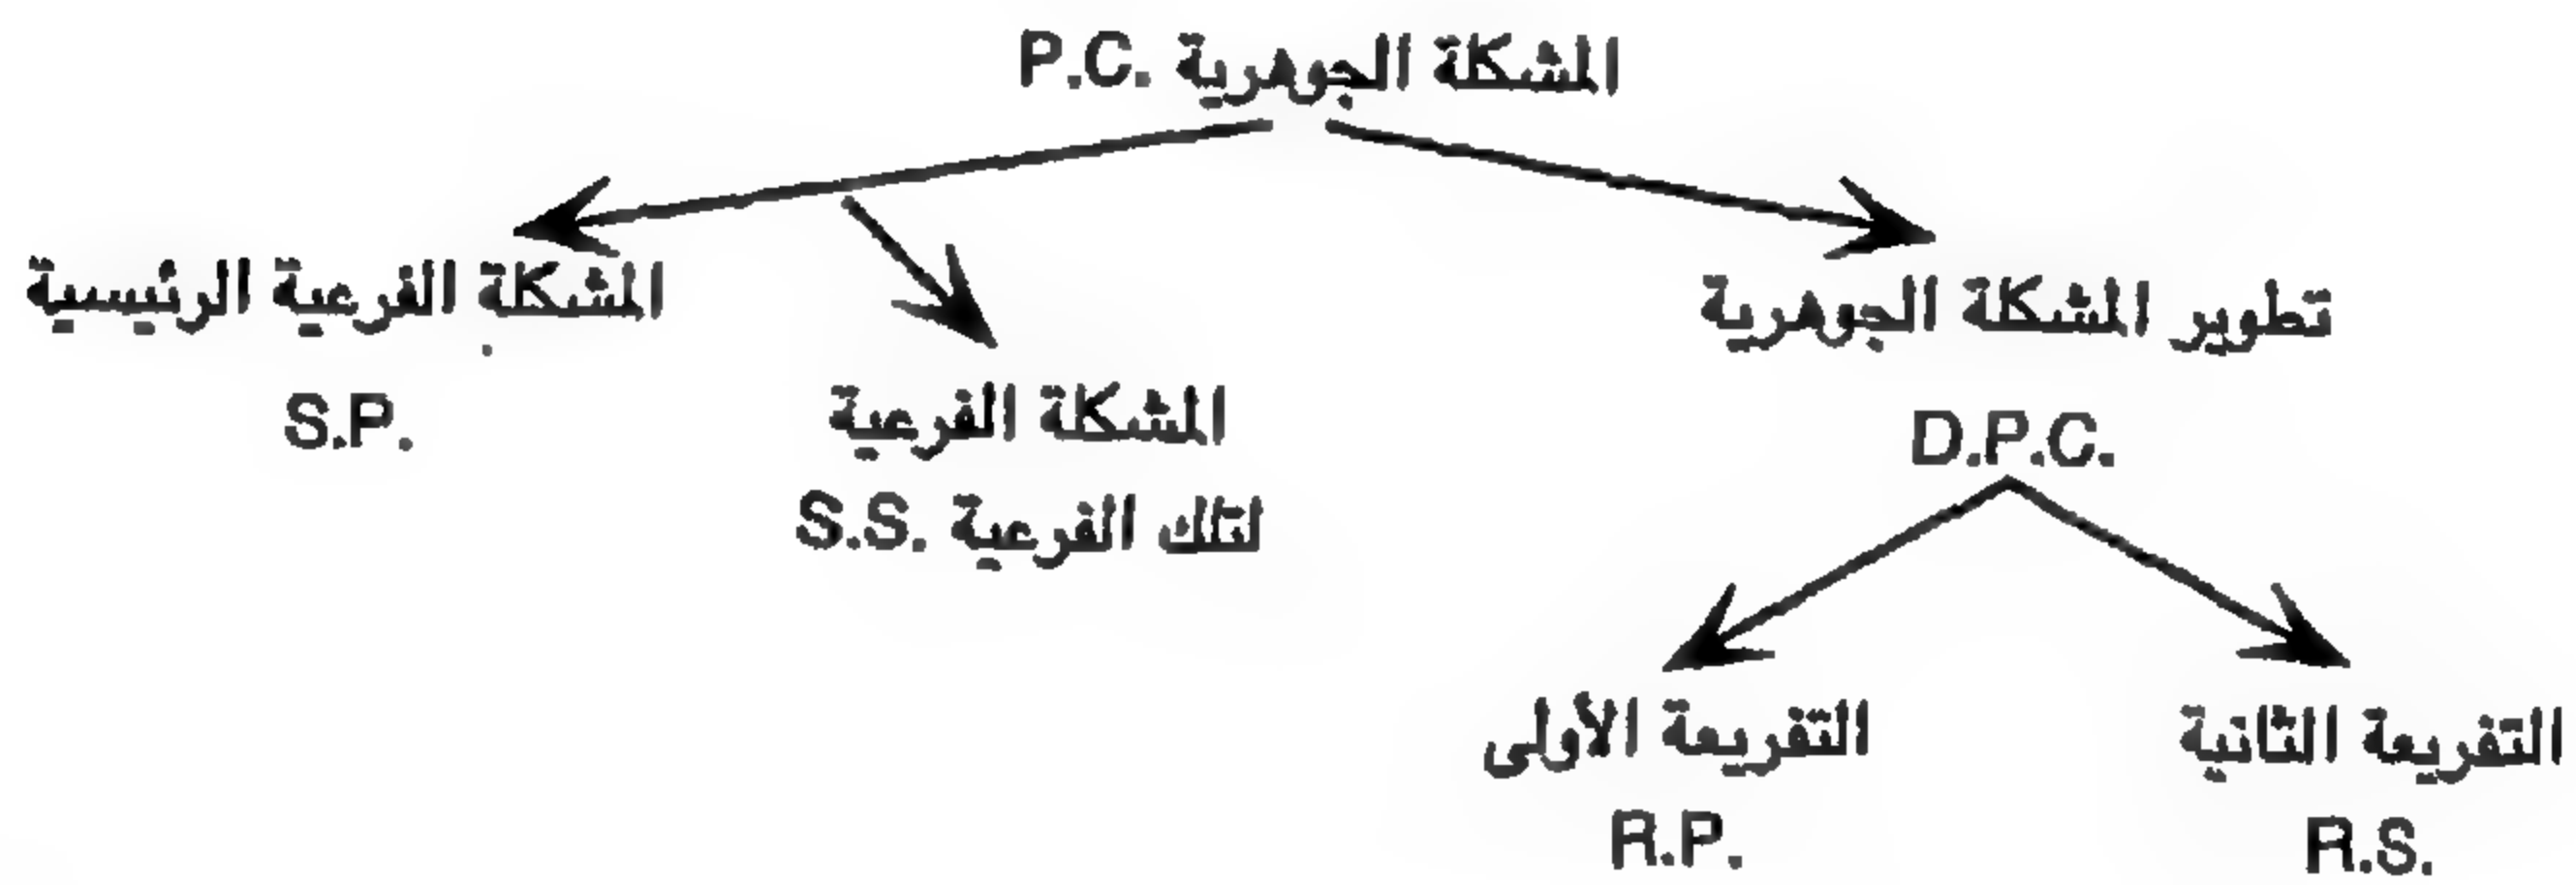 المشكلة الجوهرية P.C.
تطوير المشكلة الجوهرية
D.P.C.
المشكلة الفرعية الرئيسية
S.P.
المشكلة الفرعية
لتلك الفرعية S.S.
التفريعة الثانية
R.S.
التفريعة الأولى
R.P.